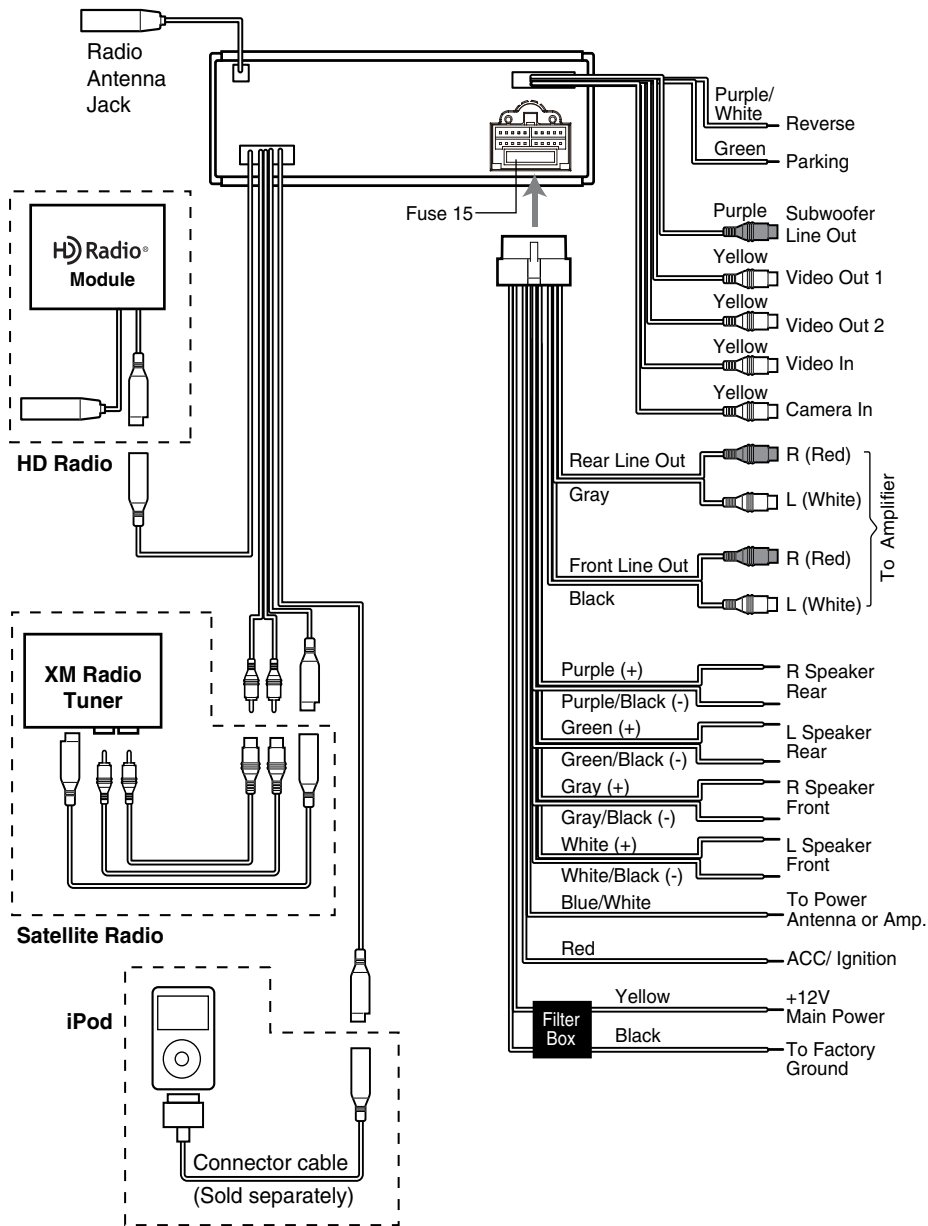 Radio
Antenna
Jack
Purple/
White
Reverse
Green
Parking
Fuse 15
Purple
Subwoofer
Line Out
Yellow
Video Out 1
Yellow
Video Out 2
Yellow
Video In
Yellow
Camera In
HD Radio®
Module
HD Radio
Rear Line Out
Gray
R (Red)
L (White)
Front Line Out
Black
R (Red)
L (White)
To Amplifier
XM Radio
Tuner
Satellite Radio
Purple (+)
Purple/Black (-)
R Speaker
Rear
Green (+)
Green/Black (-)
L Speaker
Rear
Gray (+)
Gray/Black (-)
R Speaker
Front
White (+)
White/Black (-)
L Speaker
Front
Blue/White
To Power
Antenna or Amp.
Red
ACC/ Ignition
Filter
Box
Yellow
+12V
Main Power
Black
To Factory
Ground
iPod
Connector cable
(Sold separately)